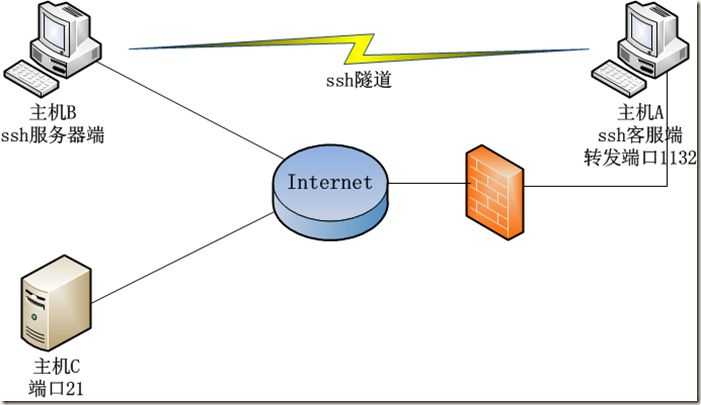 ssh隧道
主机B
ssh服务器端
主机A
ssh客服端
转发端口1132
Internet
主机C
端口21